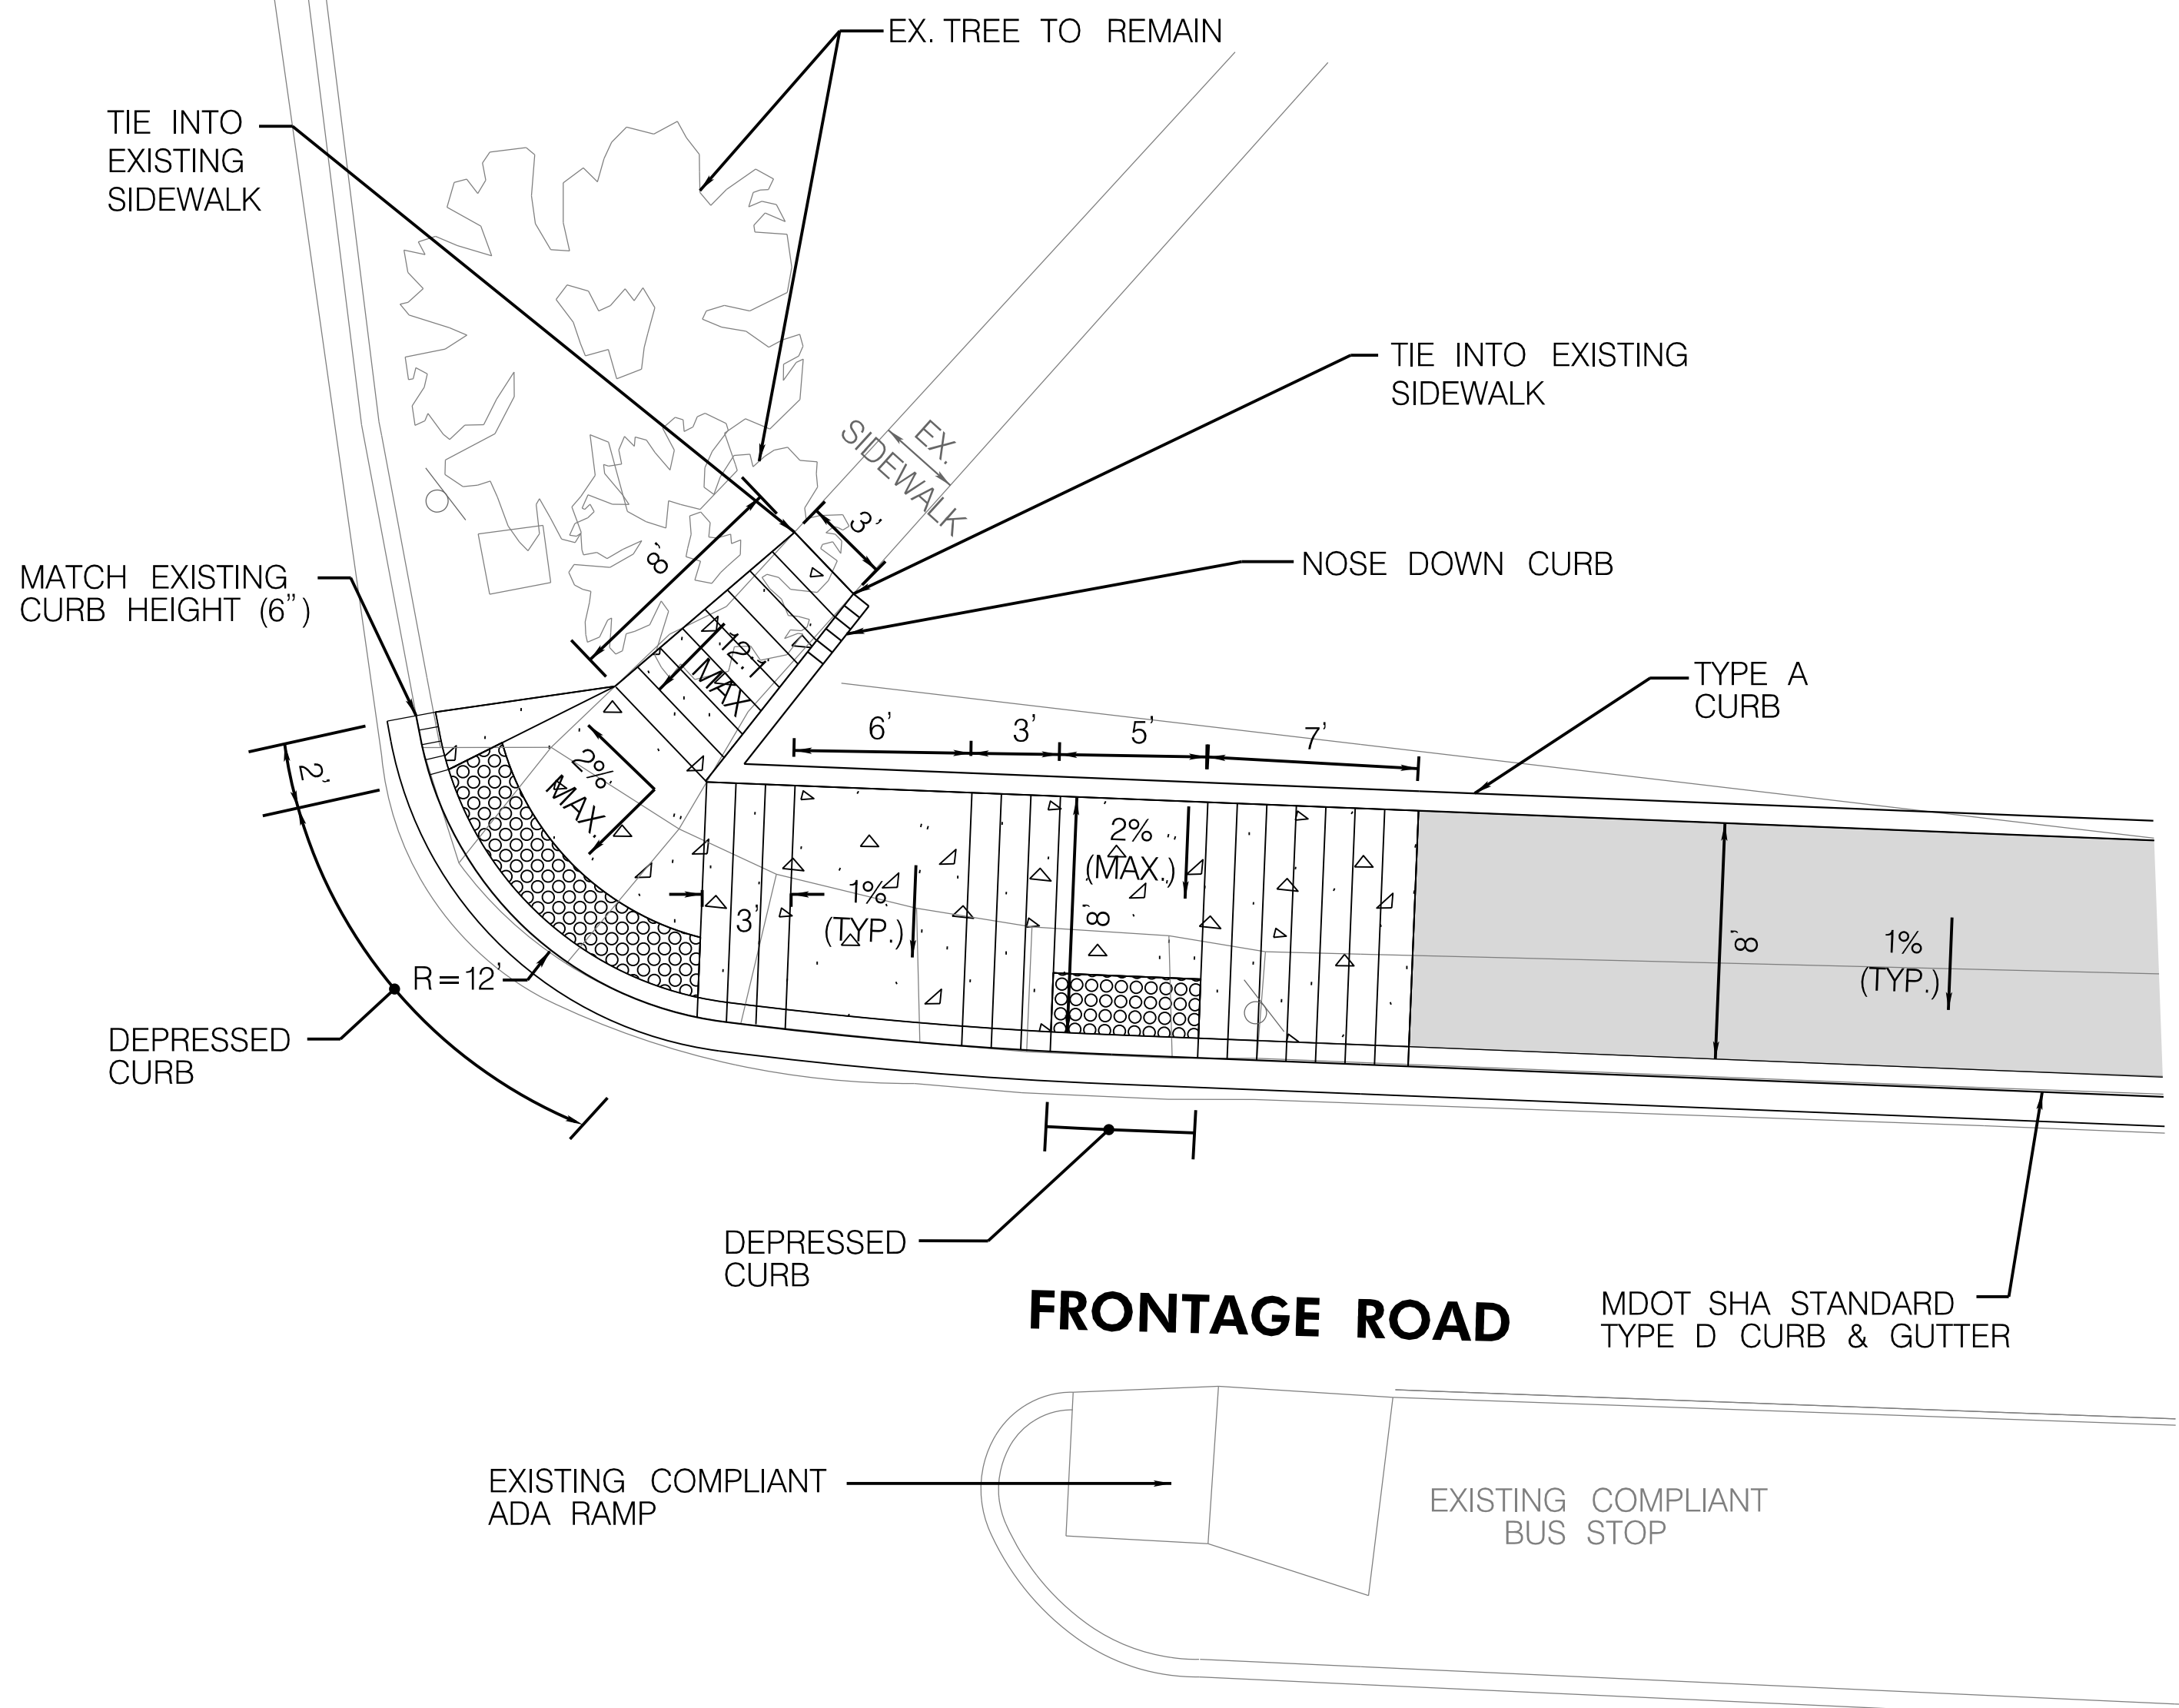 EX. TREE TO REMAIN
TIE INTO
EXISTING
SIDEWALK
TIE INTO EXISTING
SIDEWALK
EX.
SIDEWALK
3'
8'
NOSE DOWN CURB
MATCH EXISTING
CURB HEIGHT (6”)
12:1
MAX
TYPE A
CURB
6'
3'
5'
7'
2'
2%
MAX.
2%
(MAX.)
1%
(TYP.)
3'
8'
8'
1%
(TYP.)
R=12'
DEPRESSED
CURB
DEPRESSED
CURB
FRONTAGE ROAD
MDOT SHA STANDARD
TYPE D CURB & GUTTER
EXISTING COMPLIANT
ADA RAMP
EXISTING COMPLIANT
BUS STOP